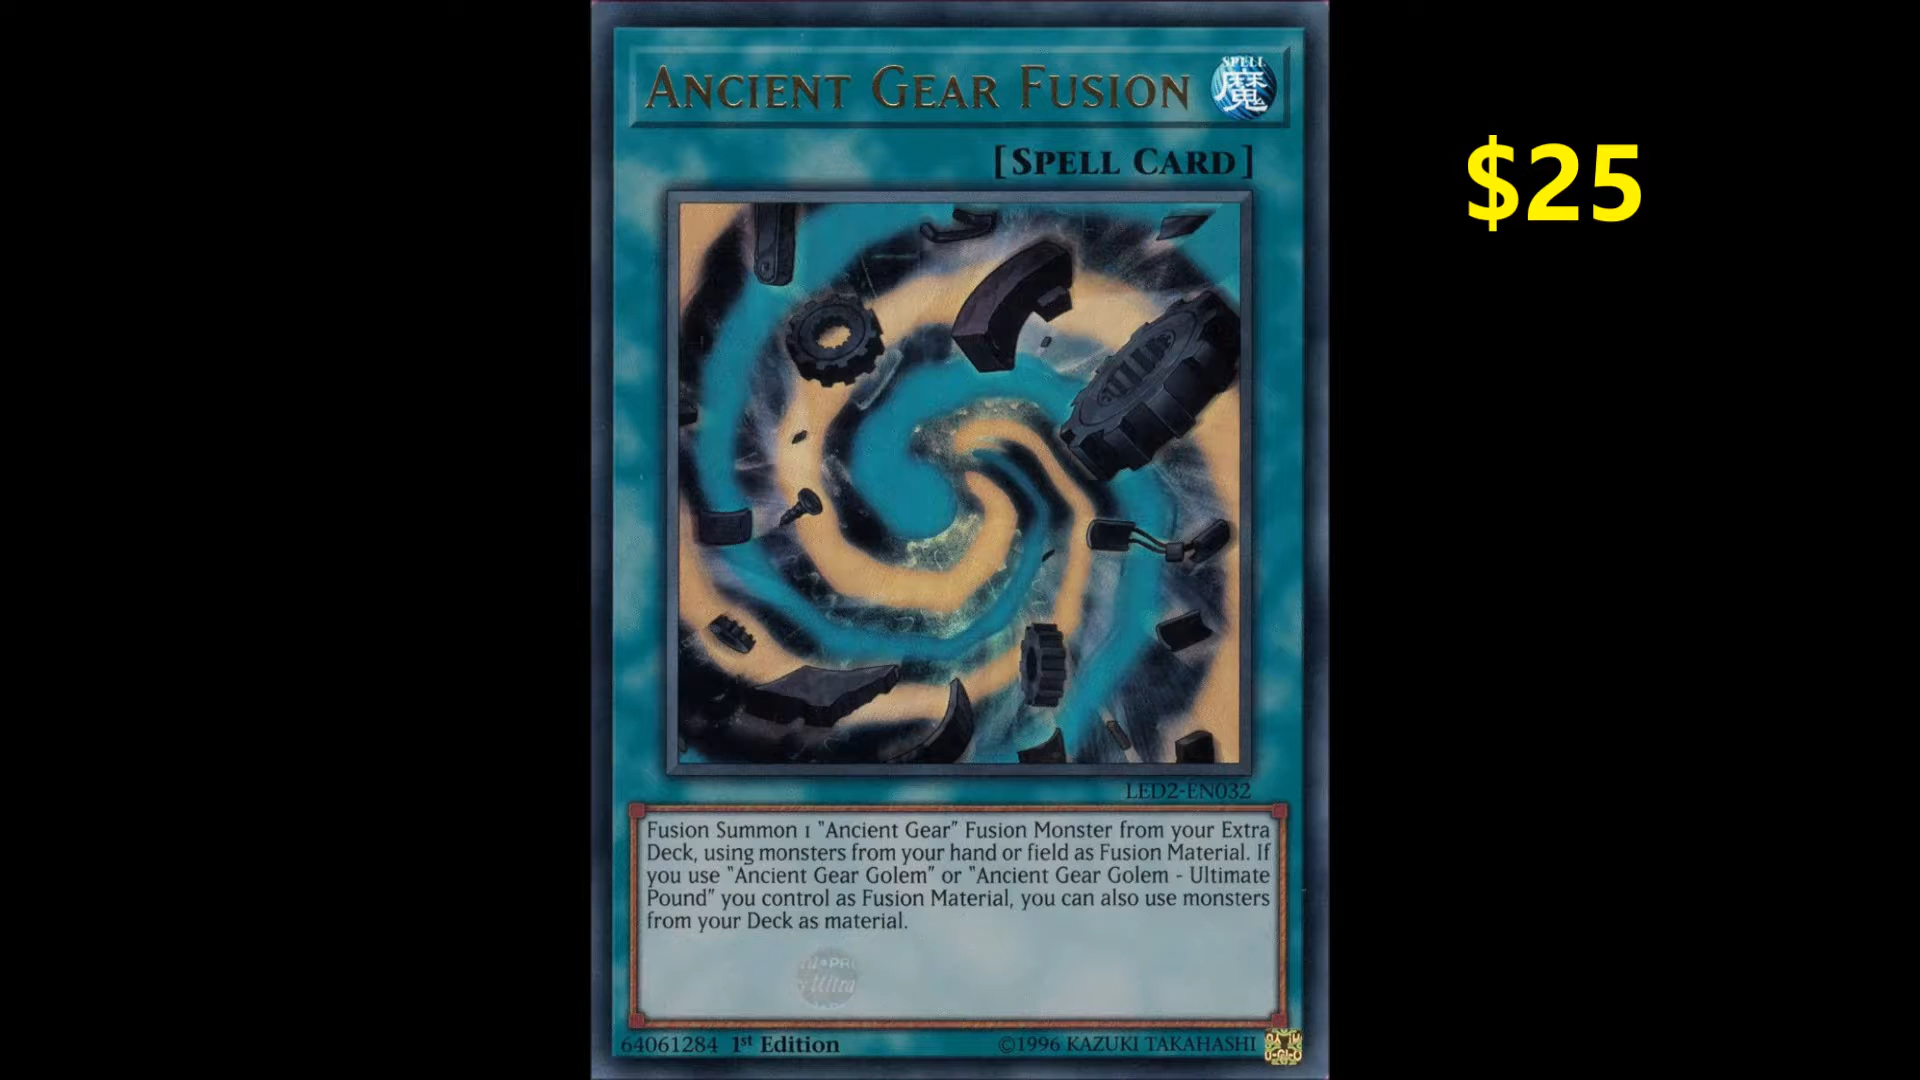 ANCIENT GEAR FUSION
SPELL
魔
$25
[SPELL CARD]
LED2-EN032
Fusion Summon 1 "Ancient Gear" Fusion Monster from your Extra
Deck, using monsters from your hand or field as Fusion Material. If
you use "Ancient Gear Golem" or "Ancient Gear Golem - Ultimate
Pound" you control as Fusion Material, you can also use monsters
from your Deck as material.
64061284 1st Edition
©1996 KAZUKI TAKAHASHI